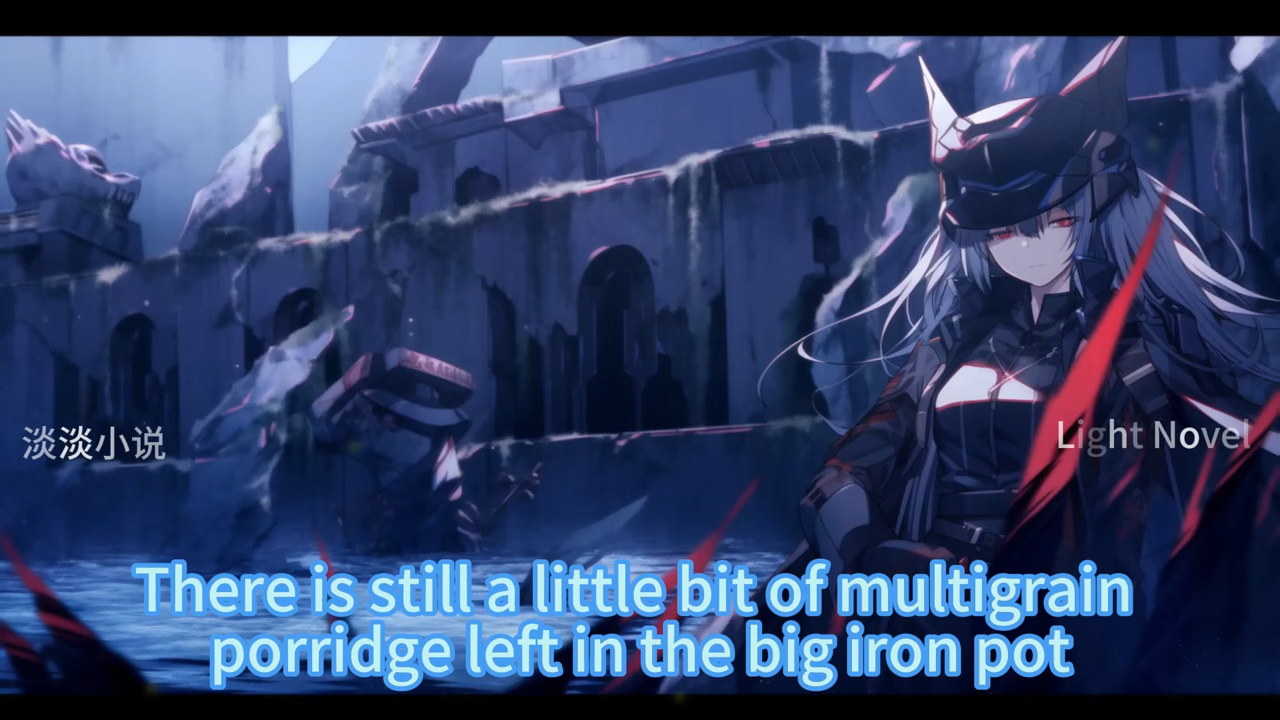 淡淡小说
Light Novel
There is still a little bit of multigrain
porridge left in the big iron pot